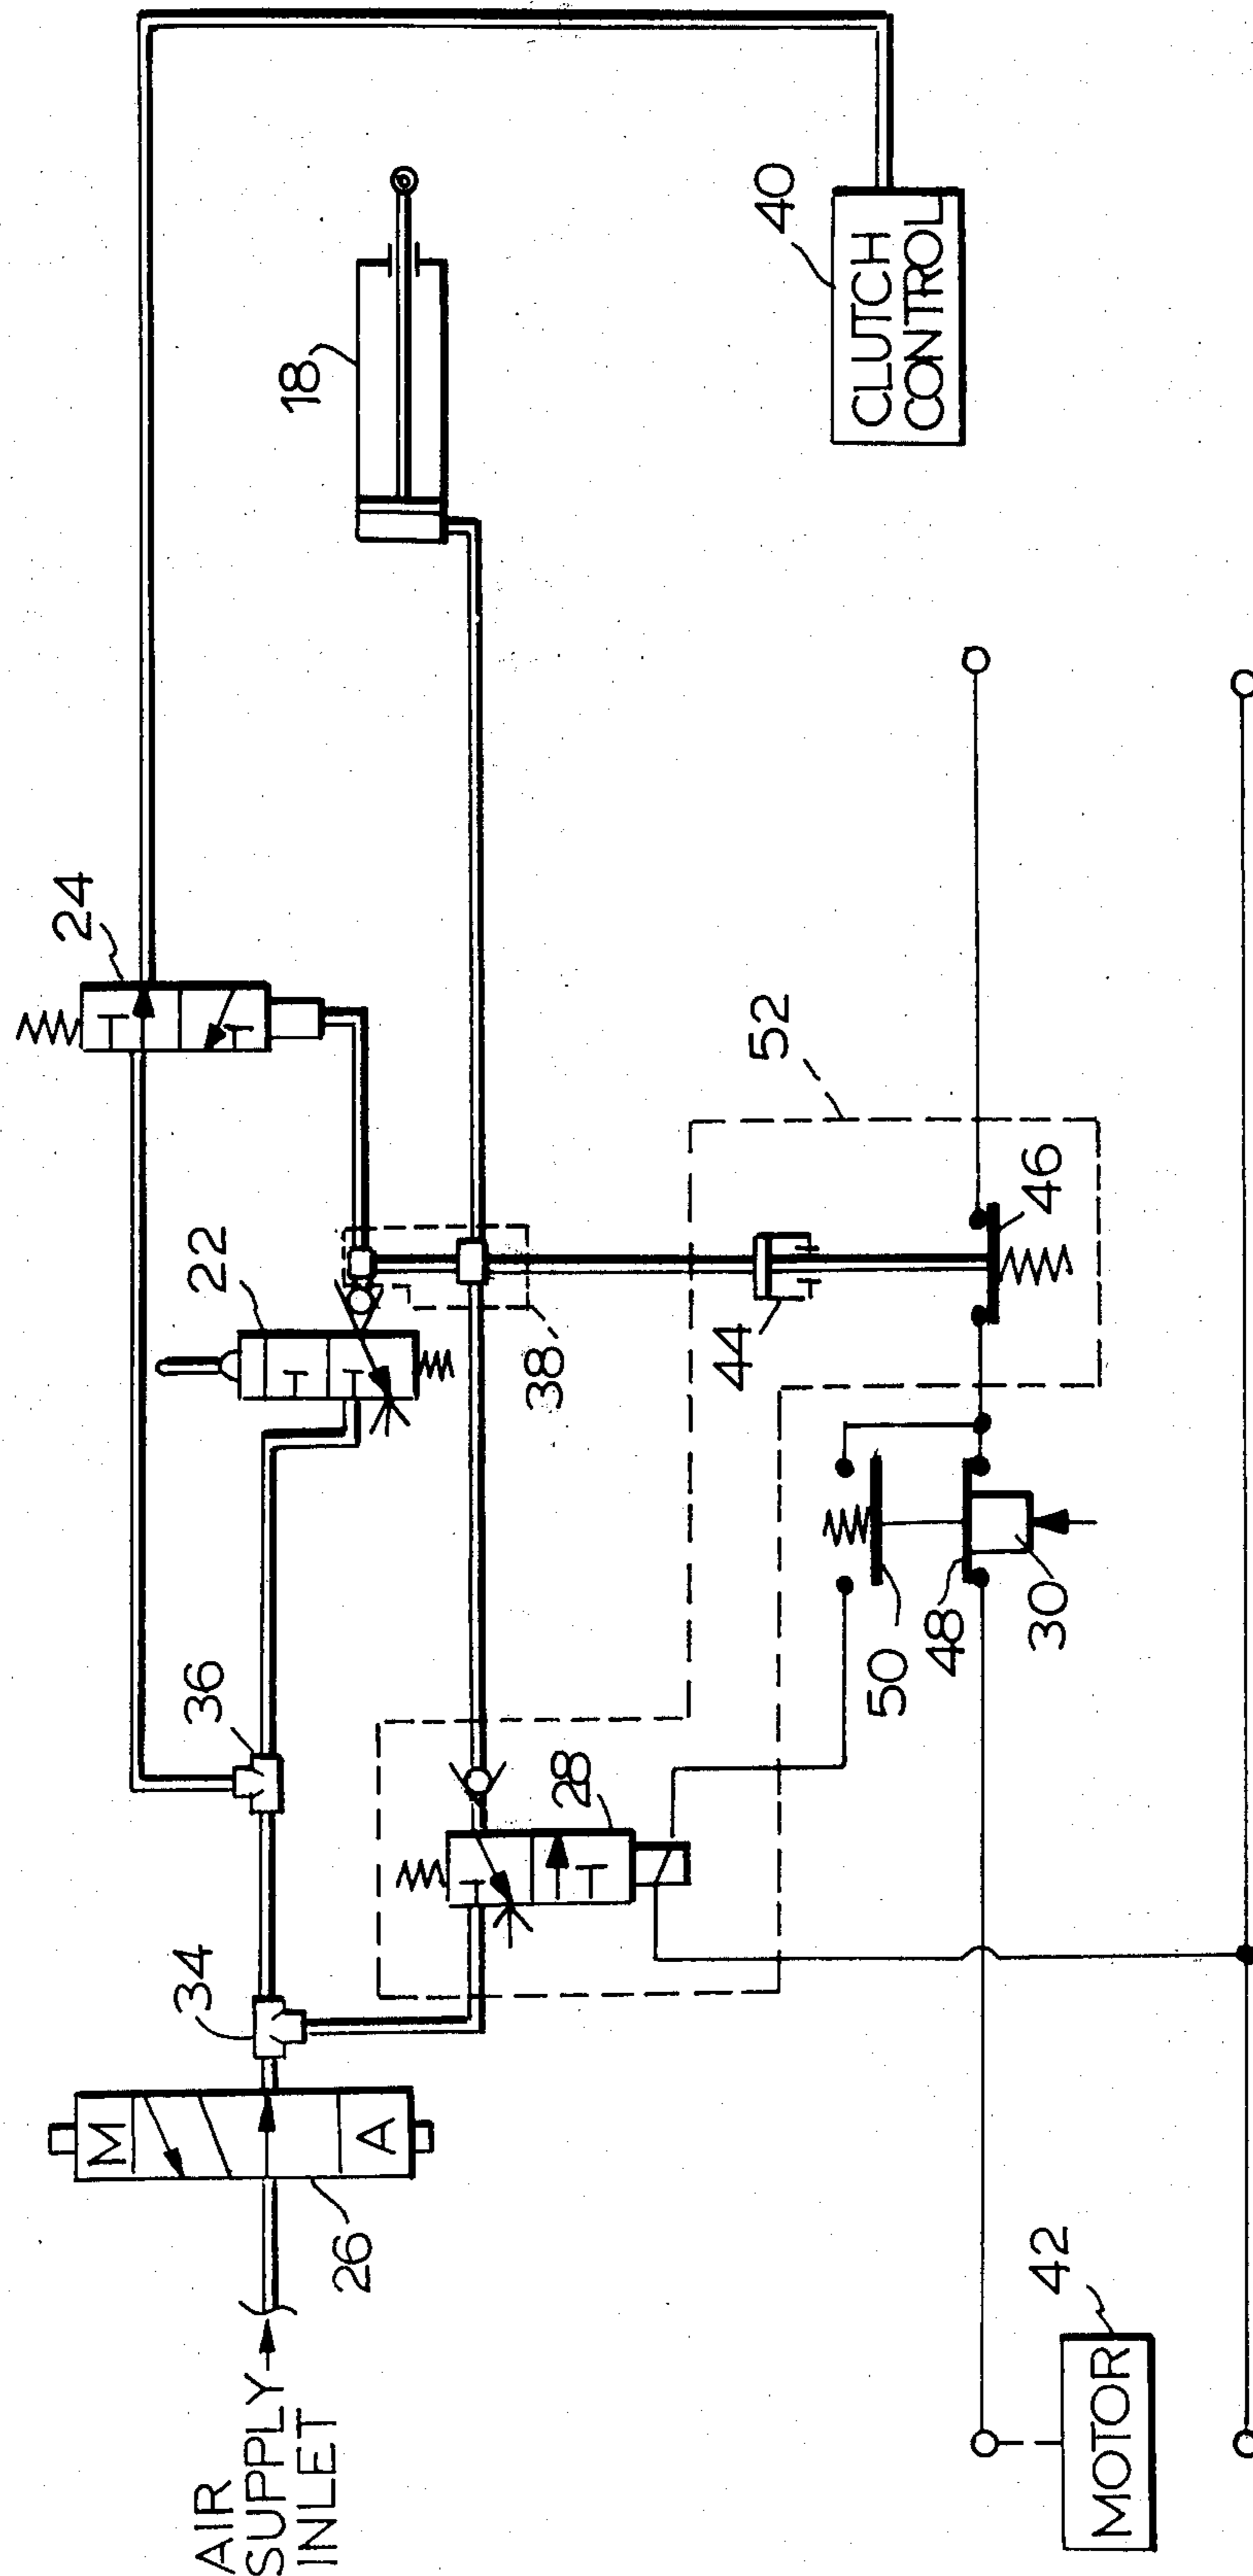 AIR
SUPPLY
INLET
26
M
A
34
36
22
24
18
38
28
52
44
46
50
48
30
40
CLUTCH
CONTROL
42
MOTOR